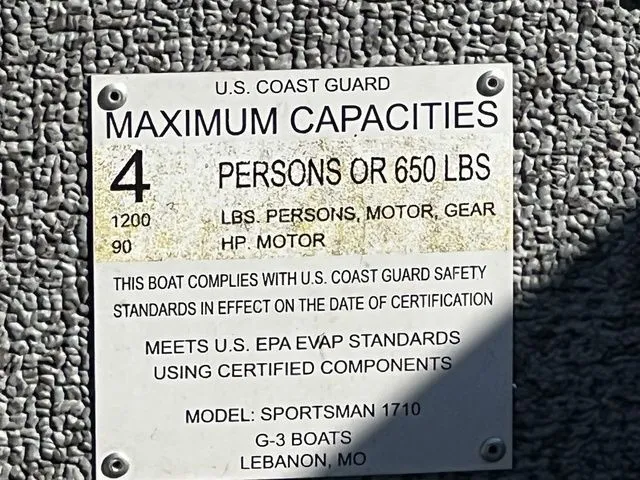 U.S. COAST GUARD
MAXIMUM CAPACITIES
4 PERSONS OR 650 LBS
1200 LBS. PERSONS, MOTOR, GEAR
90 HP. MOTOR
THIS BOAT COMPLIES WITH U.S. COAST GUARD SAFETY
STANDARDS IN EFFECT ON THE DATE OF CERTIFICATION
MEETS U.S. EPA EVAP STANDARDS
USING CERTIFIED COMPONENTS
MODEL: SPORTSMAN 1710
G-3 BOATS
LEBANON, MO